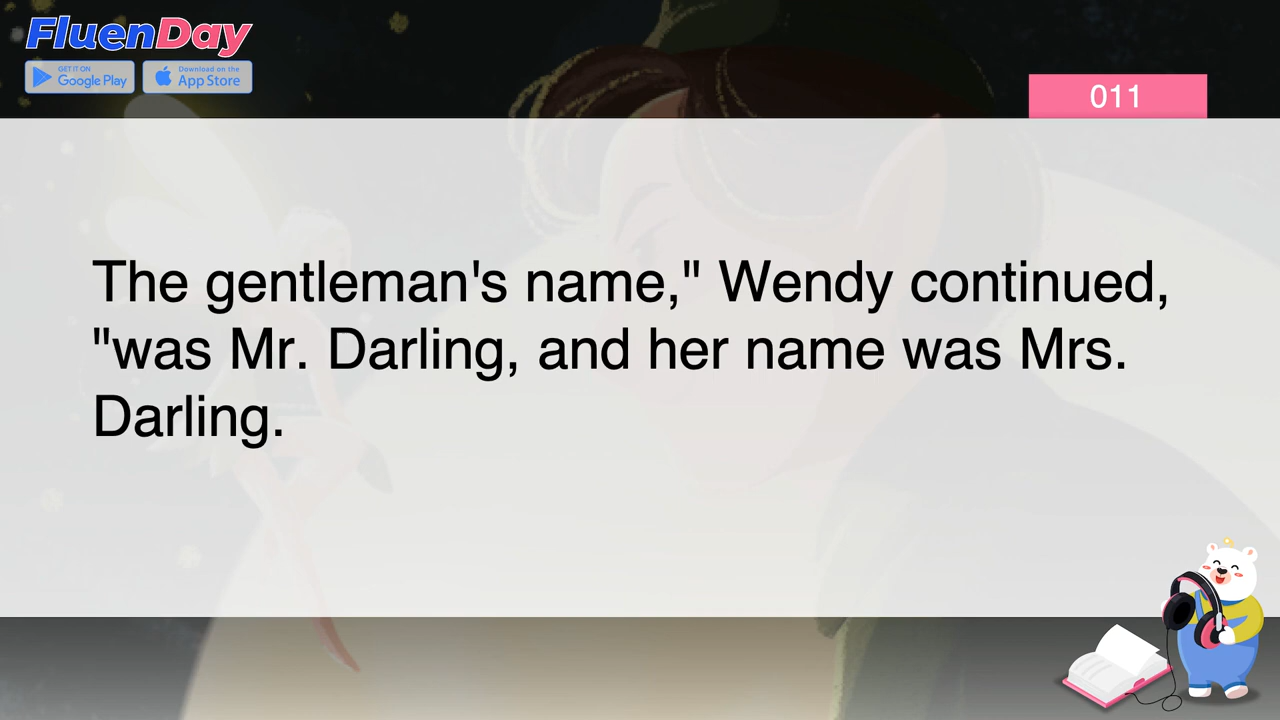 FluenDay
GET IT ON
Google Play
Download on the
App Store
011
The gentleman's name," Wendy continued,
"was Mr. Darling, and her name was Mrs.
Darling.